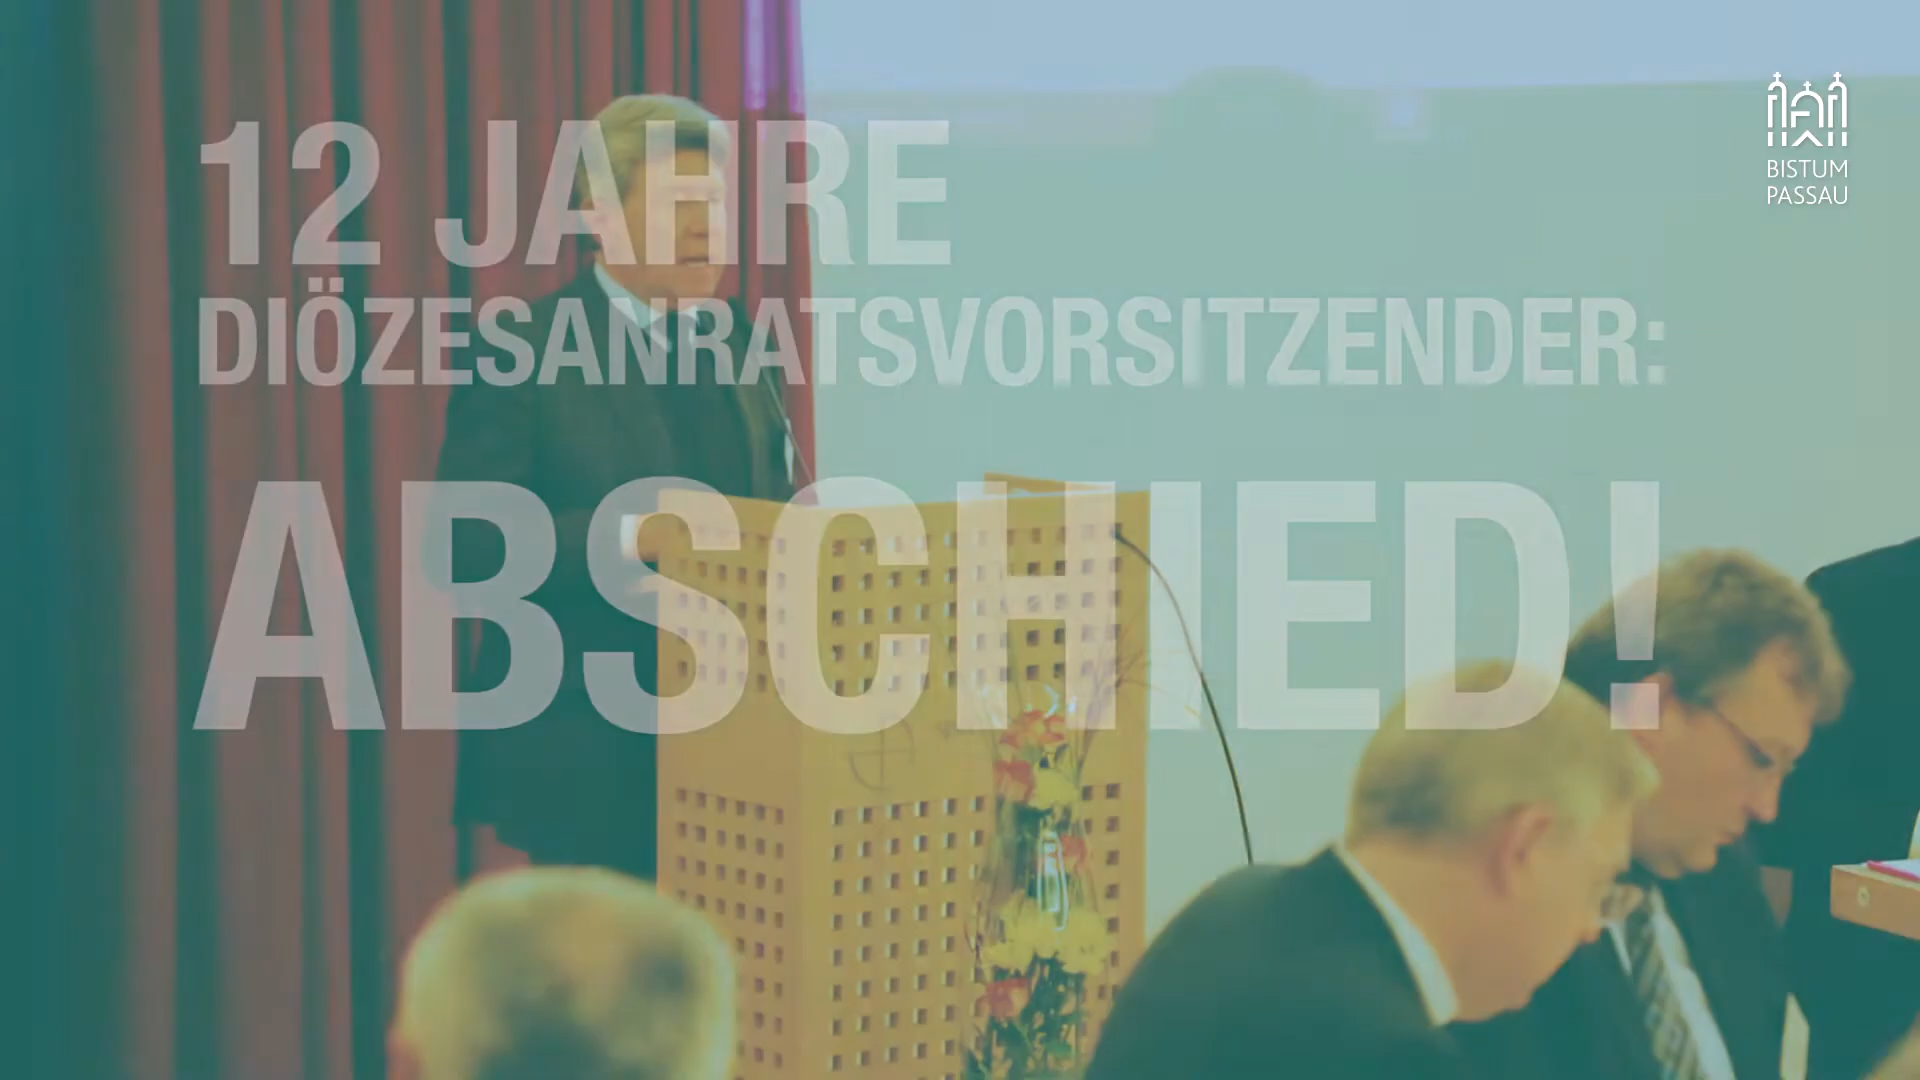 12 JAHRE
DIÖZESANRATSVORSITZENDER:
ABSCHIED!
BISTUM
PASSAU